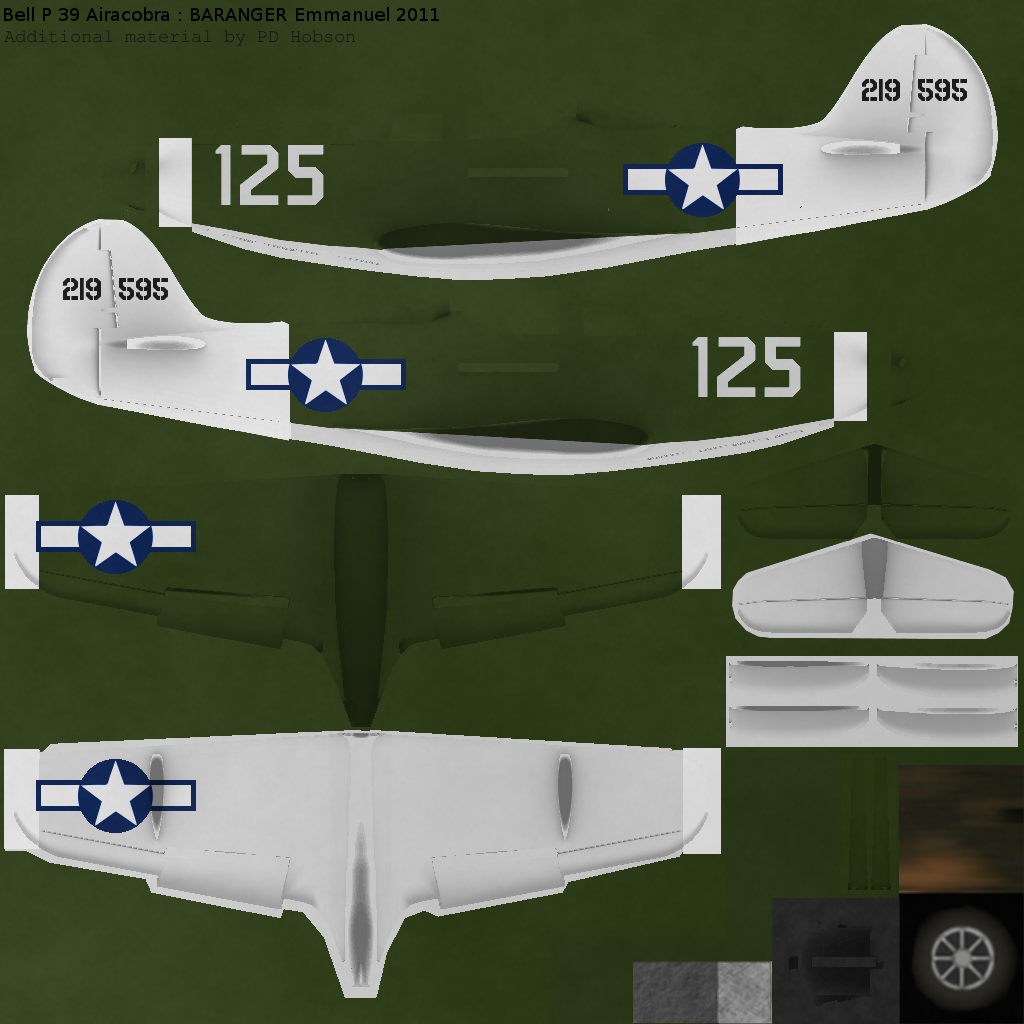 Bell P 39 Airacobra : BARANGER Emmanuel 2011
Additional material by PD Hobson
219 595
125
219 595
125